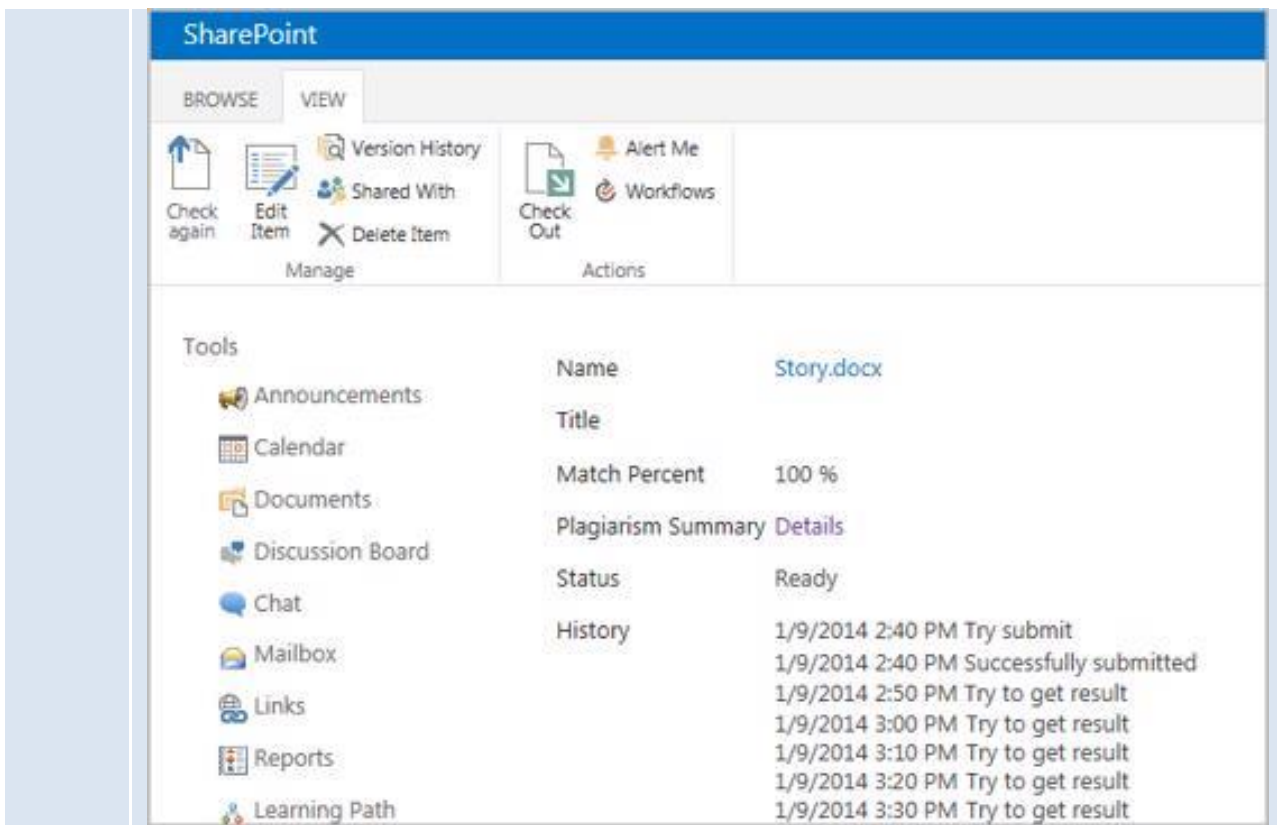 SharePoint
BROWSE VIEW
Check again
Edit Item
Version History
Shared With
Delete Item
Manage
Check Out
Alert Me
Workflows
Actions
Tools
Announcements
Calendar
Documents
Discussion Board
Chat
Mailbox
Links
Reports
Learning Path
Name Story.docx
Title
Match Percent 100 %
Plagiarism Summary Details
Status Ready
History 1/9/2014 2:40 PM Try submit
1/9/2014 2:40 PM Successfully submitted
1/9/2014 2:50 PM Try to get result
1/9/2014 3:00 PM Try to get result
1/9/2014 3:10 PM Try to get result
1/9/2014 3:20 PM Try to get result
1/9/2014 3:30 PM Try to get result